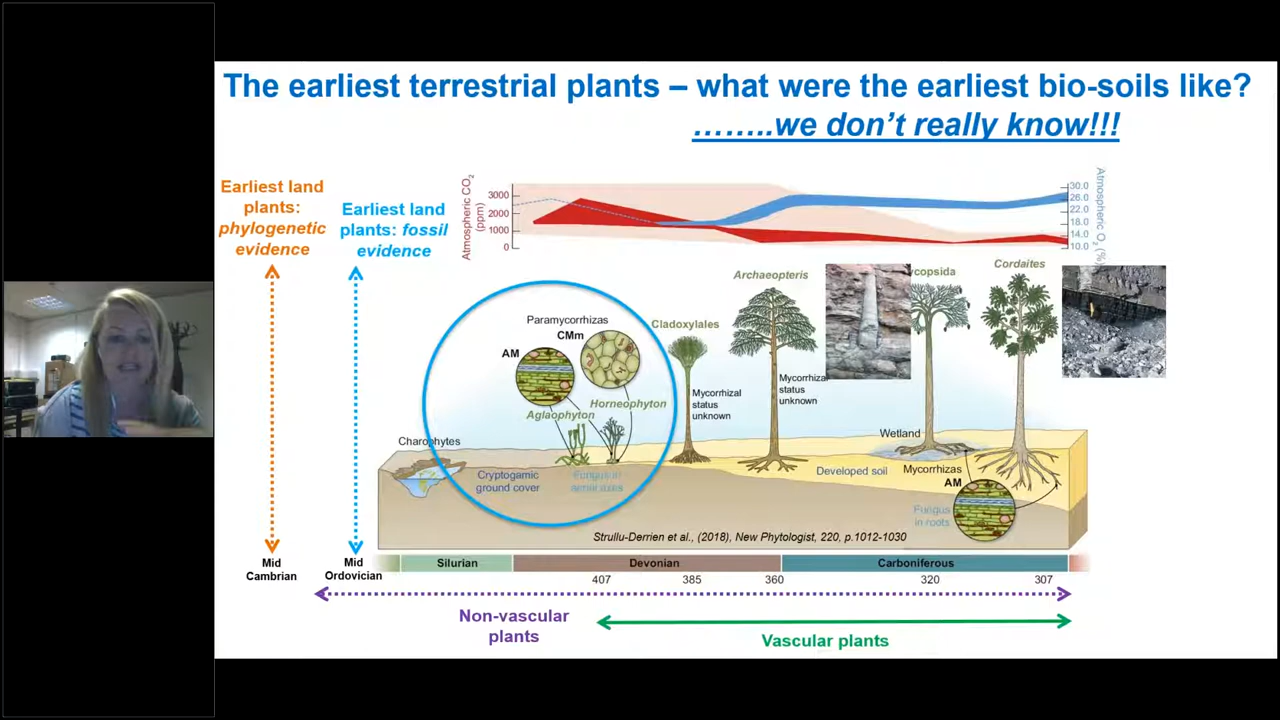 The earliest terrestrial plants – what were the earliest bio-soils like?
……..we don't really know!!!
Earliest land
plants:
phylogenetic
evidence
Earliest land
plants: fossil
evidence
Atmospheric CO2
(ppm)
3000
2000
1000
0
30.0
26.0
22.0
18.0
14.0
10.0
Atmospheric O2 (%)
Archaeopteris
ycopsida
Cordaites
Paramycorrhizas
CMm
AM
Cladoxylales
Horneophyton
Aglaophyton
Mycorrhizal
status
unknown
Mycorrhizal
status
unknown
Charophytes
Cryptogamic
ground cover
Fungus in
aerial axes
Wetland
Developed soil
Mycorrhizas
AM
Fungus
in roots
Strullu-Derrien et al., (2018), New Phytologist, 220, p.1012-1030
Mid
Cambrian
Mid
Ordovician
Silurian
Devonian
Carboniferous
407
385
360
320
307
Non-vascular
plants
Vascular plants